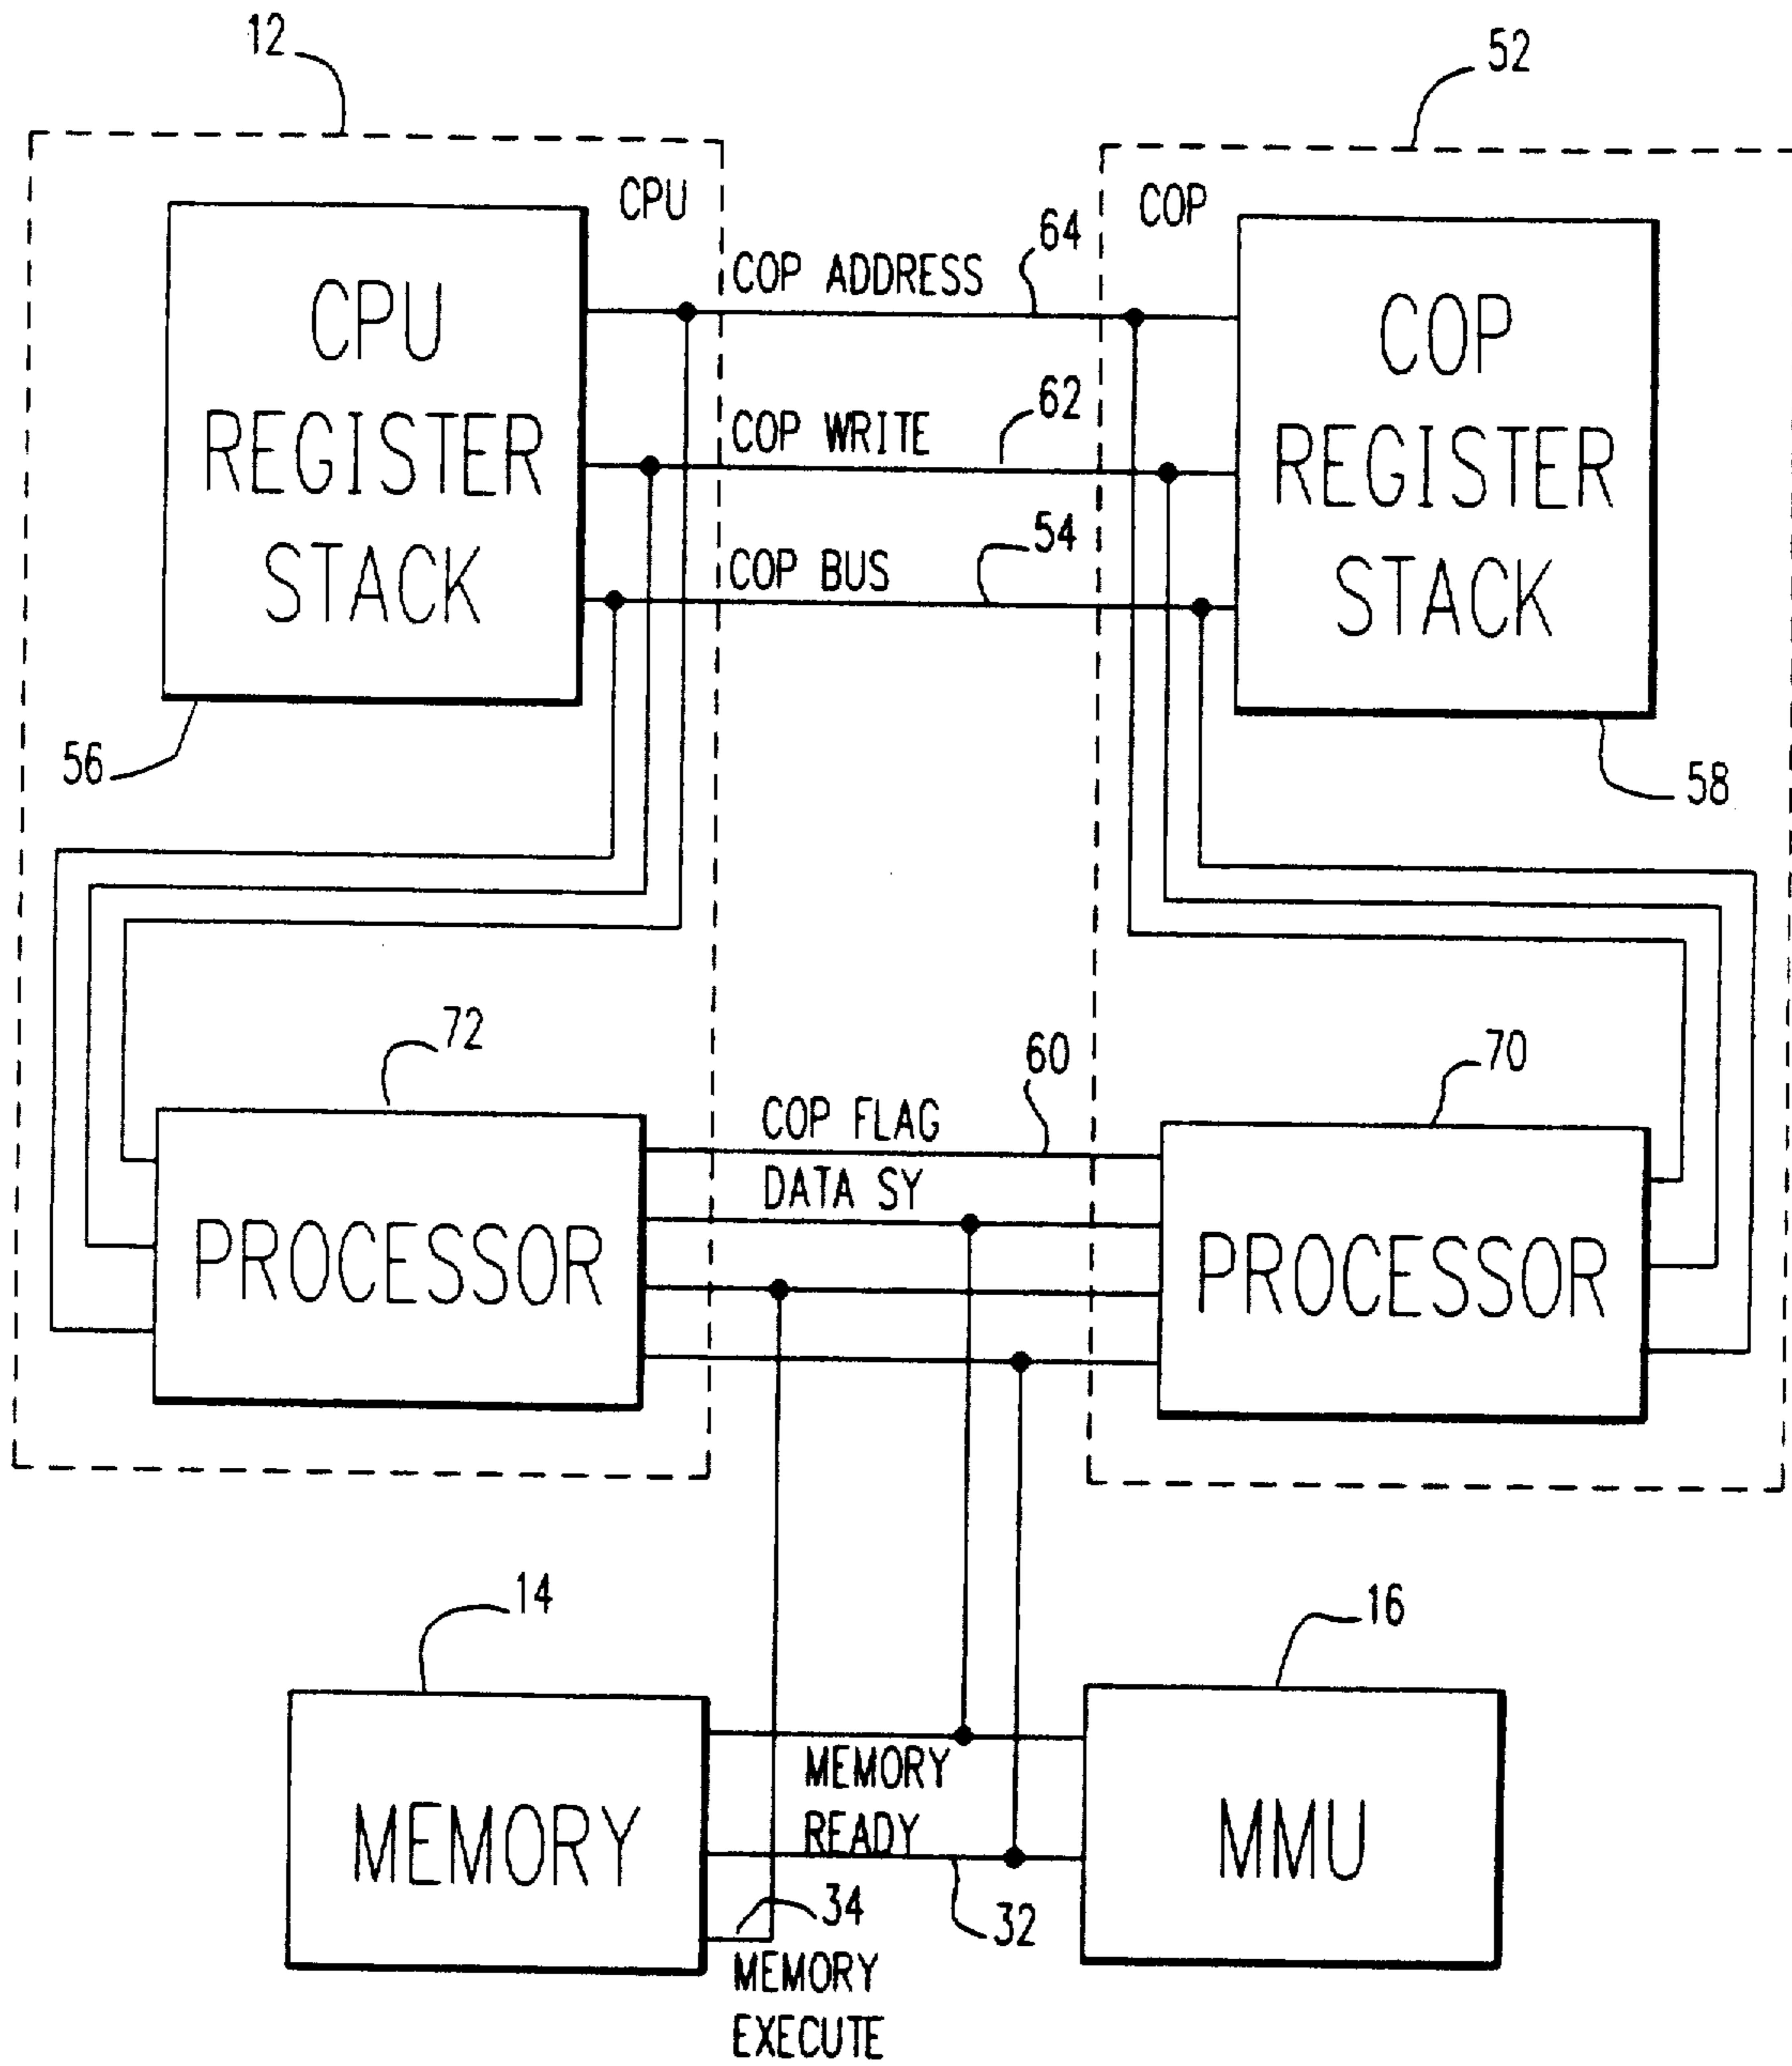 12
52
CPU
COP
CPU
REGISTER
STACK
COP ADDRESS
64
COP
REGISTER
STACK
COP WRITE
62
COP BUS
54
56
58
72
60
70
COP FLAG
DATA SY
PROCESSOR
PROCESSOR
14
16
MEMORY
MEMORY
READY
MMU
34
32
MEMORY
EXECUTE